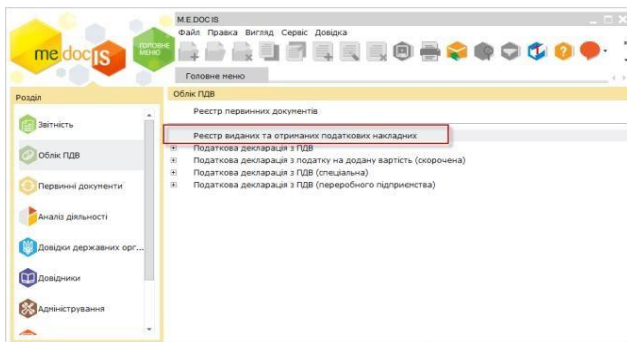 me doc IS
ГОЛОВНЕ МЕНЮ
M.E.DOC IS
Файл Правка Вигляд Сервіс Довідка
Головне меню
Розділ
Облік ПДВ
Звітність
Облік ПДВ
Первинні документи
Аналіз діяльності
Довідки державних орг...
Довідники
Адміністрування
Реєстр первинних документів
Реєстр виданих та отриманих податкових накладних
Податкова декларація з ПДВ
Податкова декларація з податку на додану вартість (скорочена)
Податкова декларація з ПДВ (спеціальна)
Податкова декларація з ПДВ (переробного підприємства)